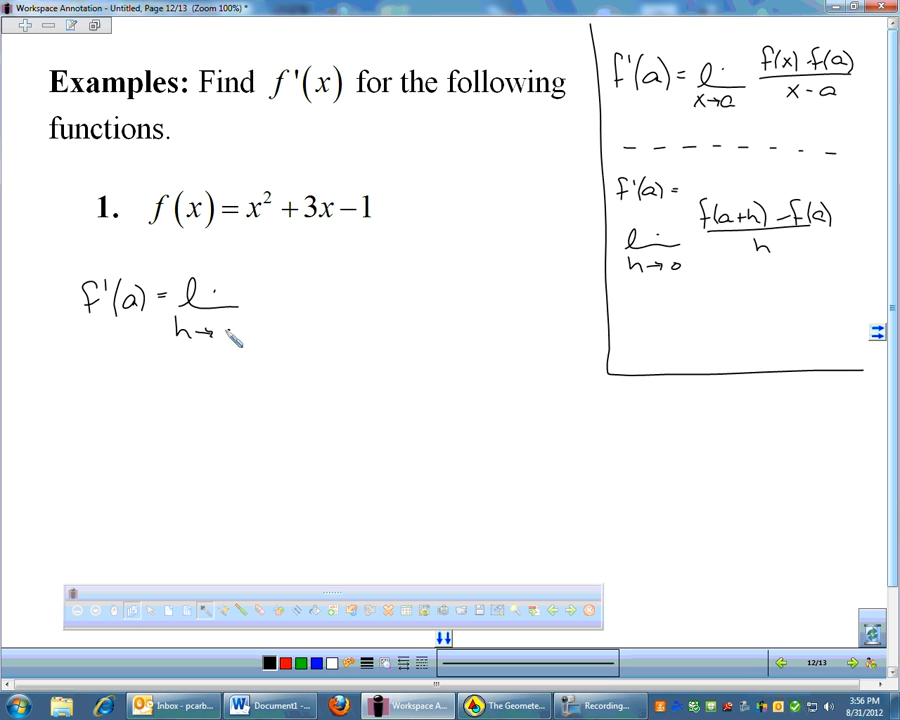 Workspace Annotation - Untitled, Page 12/13 (Zoom 100%) *
Examples: Find f '(x) for the following
functions.
1. f(x) = x² + 3x − 1
f'(a) = lim
h→
f'(a) = lim f(x) f(a)
x→a x - a
f'(a) =
f(a+h) - f(a)
lim h
h→0
12/13
Inbox - pcarb...
Document1 -...
Workspace A...
The Geomete...
Recording...
3:56 PM
8/31/2012